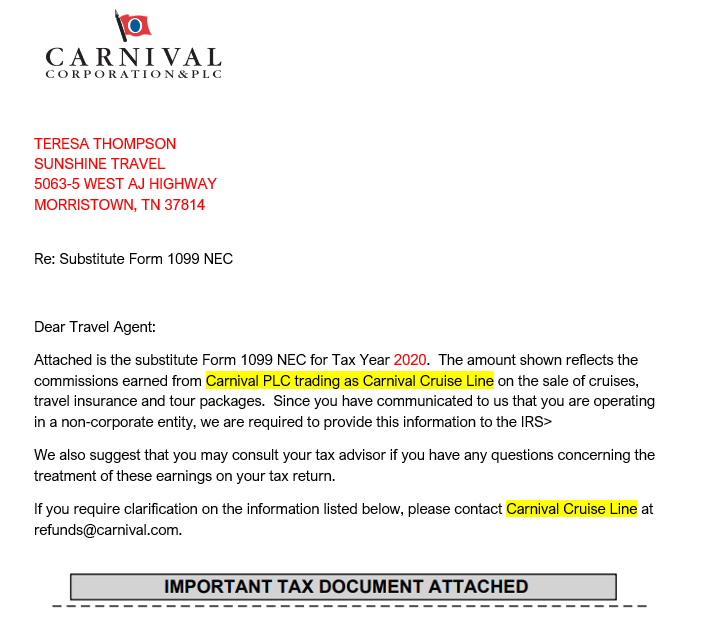 CARNIVAL
CORPORATION&PLC
TERESA THOMPSON
SUNSHINE TRAVEL
5063-5 WEST AJ HIGHWAY
MORRISTOWN, TN 37814
Re: Substitute Form 1099 NEC
Dear Travel Agent:
Attached is the substitute Form 1099 NEC for Tax Year 2020.  The amount shown reflects the
commissions earned from Carnival PLC trading as Carnival Cruise Line on the sale of cruises,
travel insurance and tour packages.  Since you have communicated to us that you are operating
in a non-corporate entity, we are required to provide this information to the IRS>
We also suggest that you may consult your tax advisor if you have any questions concerning the
treatment of these earnings on your tax return.
If you require clarification on the information listed below, please contact Carnival Cruise Line at
refunds@carnival.com.
IMPORTANT TAX DOCUMENT ATTACHED